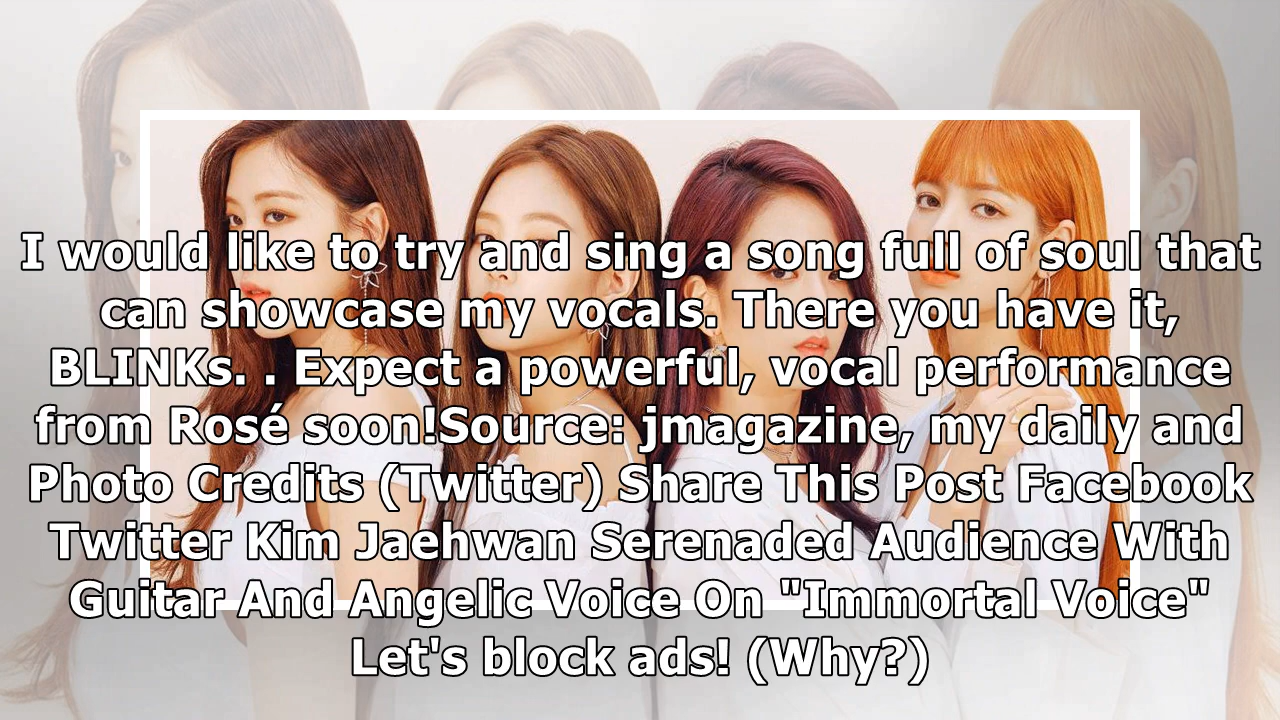 I would like to try and sing a song full of soul that
can showcase my vocals. There you have it,
BLINKs. . Expect a powerful, vocal performance
from Rosé soon!Source: jmagazine, my daily and
Photo Credits (Twitter) Share This Post Facebook
Twitter Kim Jaehwan Serenaded Audience With
Guitar And Angelic Voice On "Immortal Voice"
Let's block ads! (Why?)